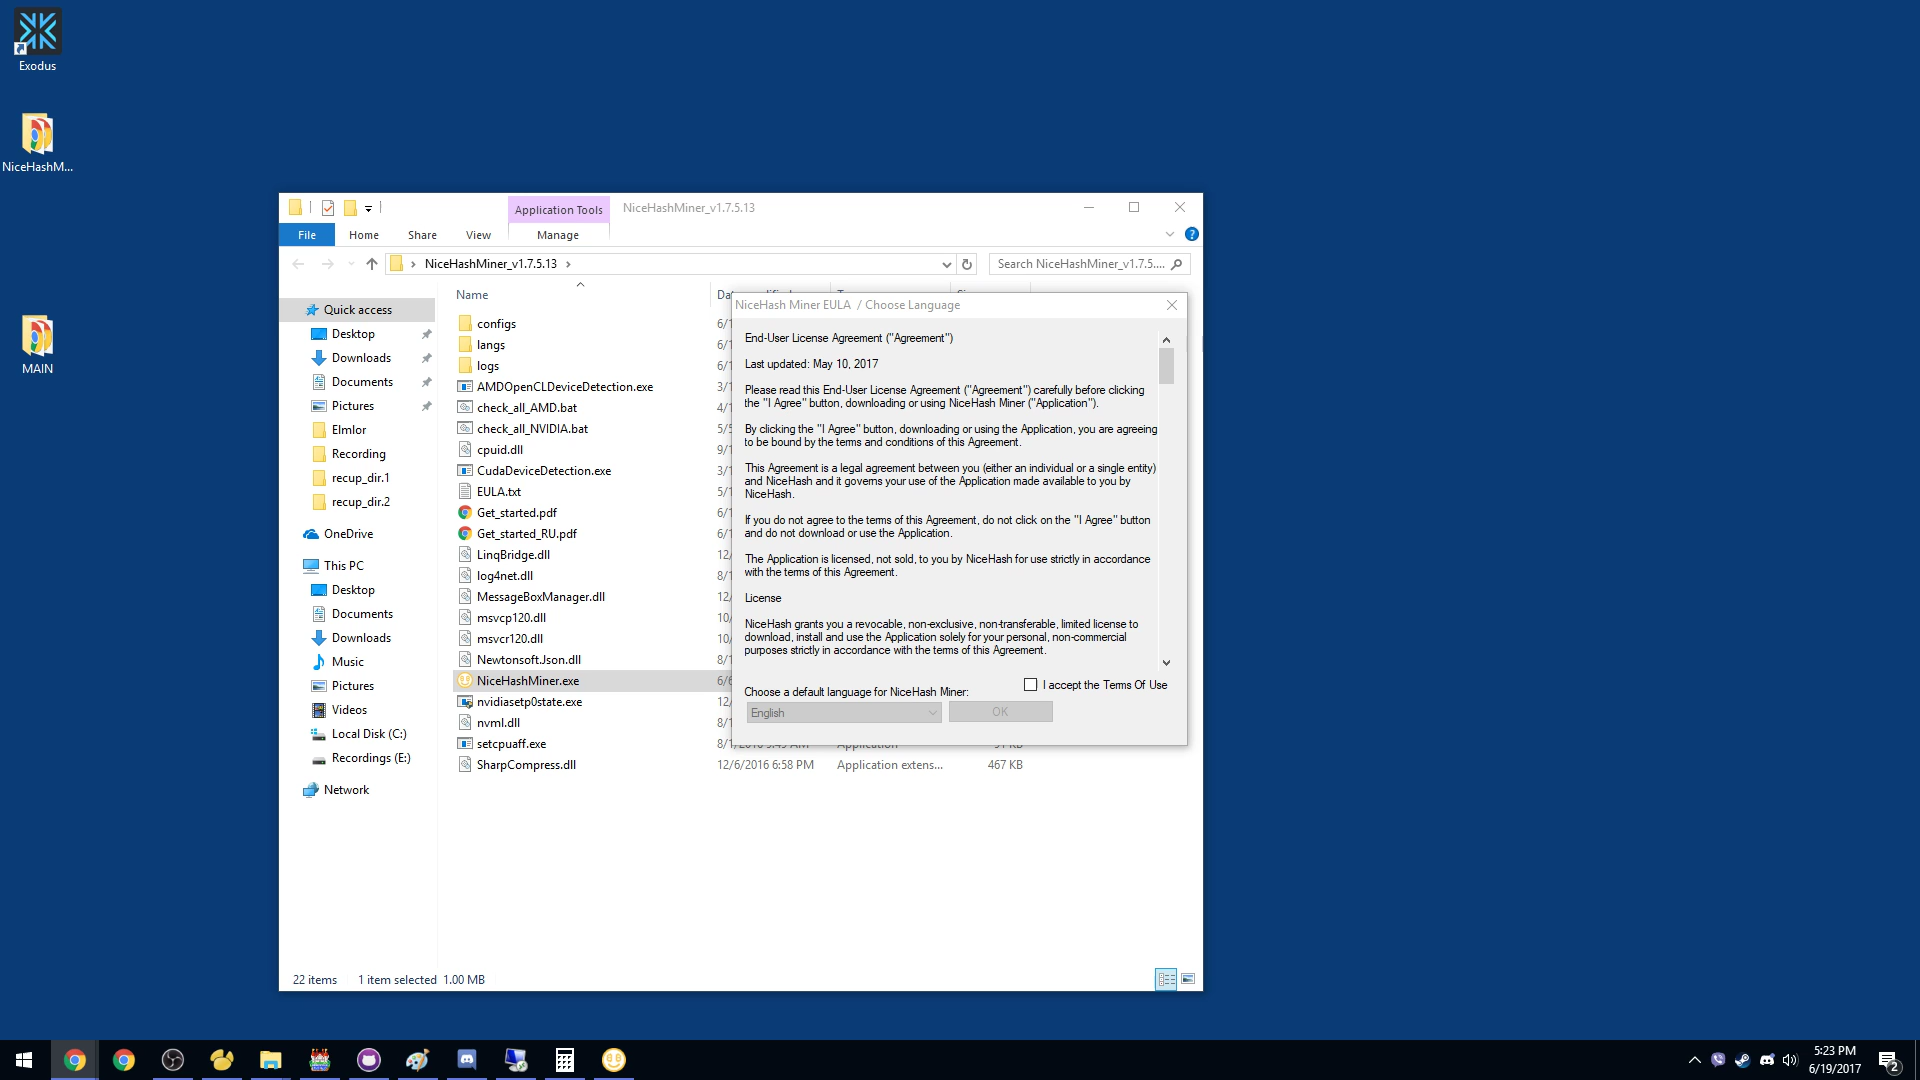 Exodus
NiceHashM...
MAIN
Application Tools
NiceHashMiner_v1.7.5.13
File
Home
Share
View
Manage
NiceHashMiner_v1.7.5.13
Search NiceHashMiner_v1.7.5....
Quick access
Desktop
Downloads
Documents
Pictures
Elmlor
Recording
recup_dir.1
recup_dir.2
OneDrive
This PC
Desktop
Documents
Downloads
Music
Pictures
Videos
Local Disk (C:)
Recordings (E:)
Network
Name
configs
langs
logs
AMDOpenCLDeviceDetection.exe
check_all_AMD.bat
check_all_NVIDIA.bat
cpuid.dll
CudaDeviceDetection.exe
EULA.txt
Get_started.pdf
Get_started_RU.pdf
LinqBridge.dll
log4net.dll
MessageBoxManager.dll
msvcp120.dll
msvcr120.dll
Newtonsoft.Json.dll
NiceHashMiner.exe
nvidiasetp0state.exe
nvml.dll
setcpuaff.exe
SharpCompress.dll 12/6/2016 6:58 PM Application extens... 467 KB
NiceHash Miner EULA / Choose Language
End-User License Agreement ("Agreement")
Last updated: May 10, 2017
Please read this End-User License Agreement ("Agreement") carefully before clicking
the "I Agree" button, downloading or using NiceHash Miner ("Application").
By clicking the "I Agree" button, downloading or using the Application, you are agreeing
to be bound by the terms and conditions of this Agreement.
This Agreement is a legal agreement between you (either an individual or a single entity)
and NiceHash and it governs your use of the Application made available to you by
NiceHash.
If you do not agree to the terms of this Agreement, do not click on the "I Agree" button
and do not download or use the Application.
The Application is licensed, not sold, to you by NiceHash for use strictly in accordance
with the terms of this Agreement.
License
NiceHash grants you a revocable, non-exclusive, non-transferable, limited license to
download, install and use the Application solely for your personal, non-commercial
purposes strictly in accordance with the terms of this Agreement.
I accept the Terms Of Use
Choose a default language for NiceHash Miner:
English
OK
22 items 1 item selected 1.00 MB
5:23 PM
6/19/2017
2